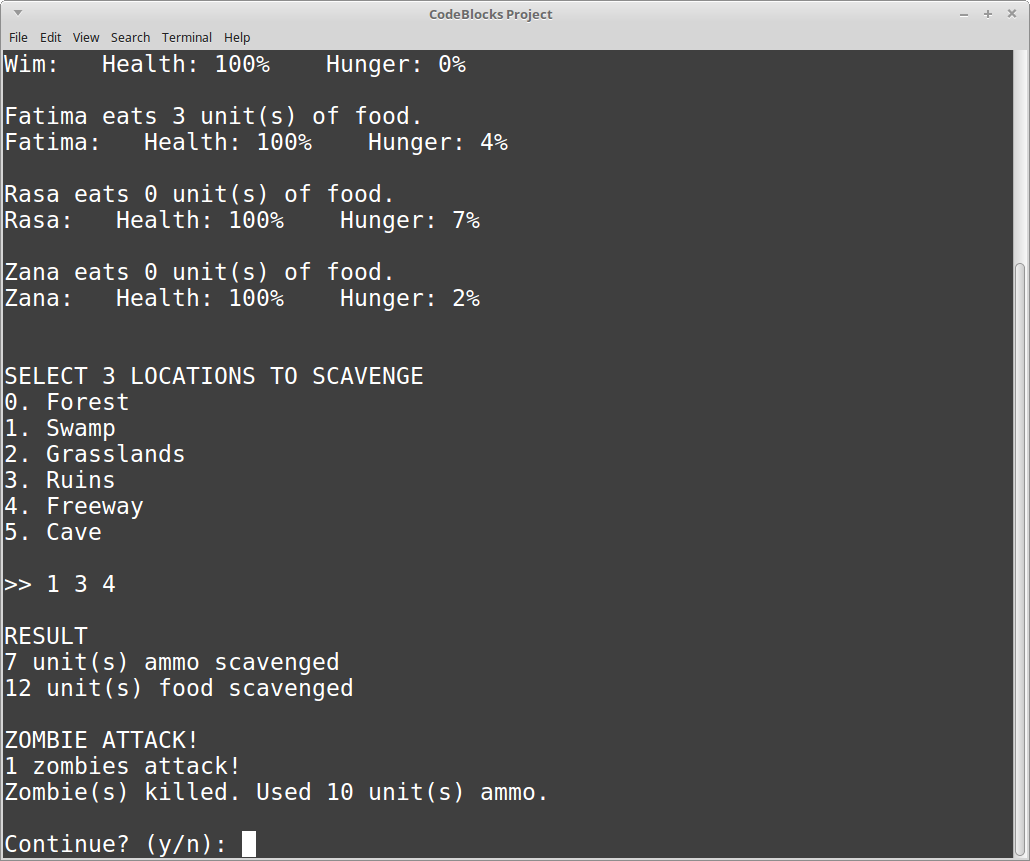 CodeBlocks Project
File Edit View Search Terminal Help
Wim:   Health: 100%    Hunger: 0%
Fatima eats 3 unit(s) of food.
Fatima:   Health: 100%    Hunger: 4%
Rasa eats 0 unit(s) of food.
Rasa:   Health: 100%    Hunger: 7%
Zana eats 0 unit(s) of food.
Zana:   Health: 100%    Hunger: 2%
SELECT 3 LOCATIONS TO SCAVENGE
0. Forest
1. Swamp
2. Grasslands
3. Ruins
4. Freeway
5. Cave
>> 1 3 4
RESULT
7 unit(s) ammo scavenged
12 unit(s) food scavenged
ZOMBIE ATTACK!
1 zombies attack!
Zombie(s) killed. Used 10 unit(s) ammo.
Continue? (y/n):